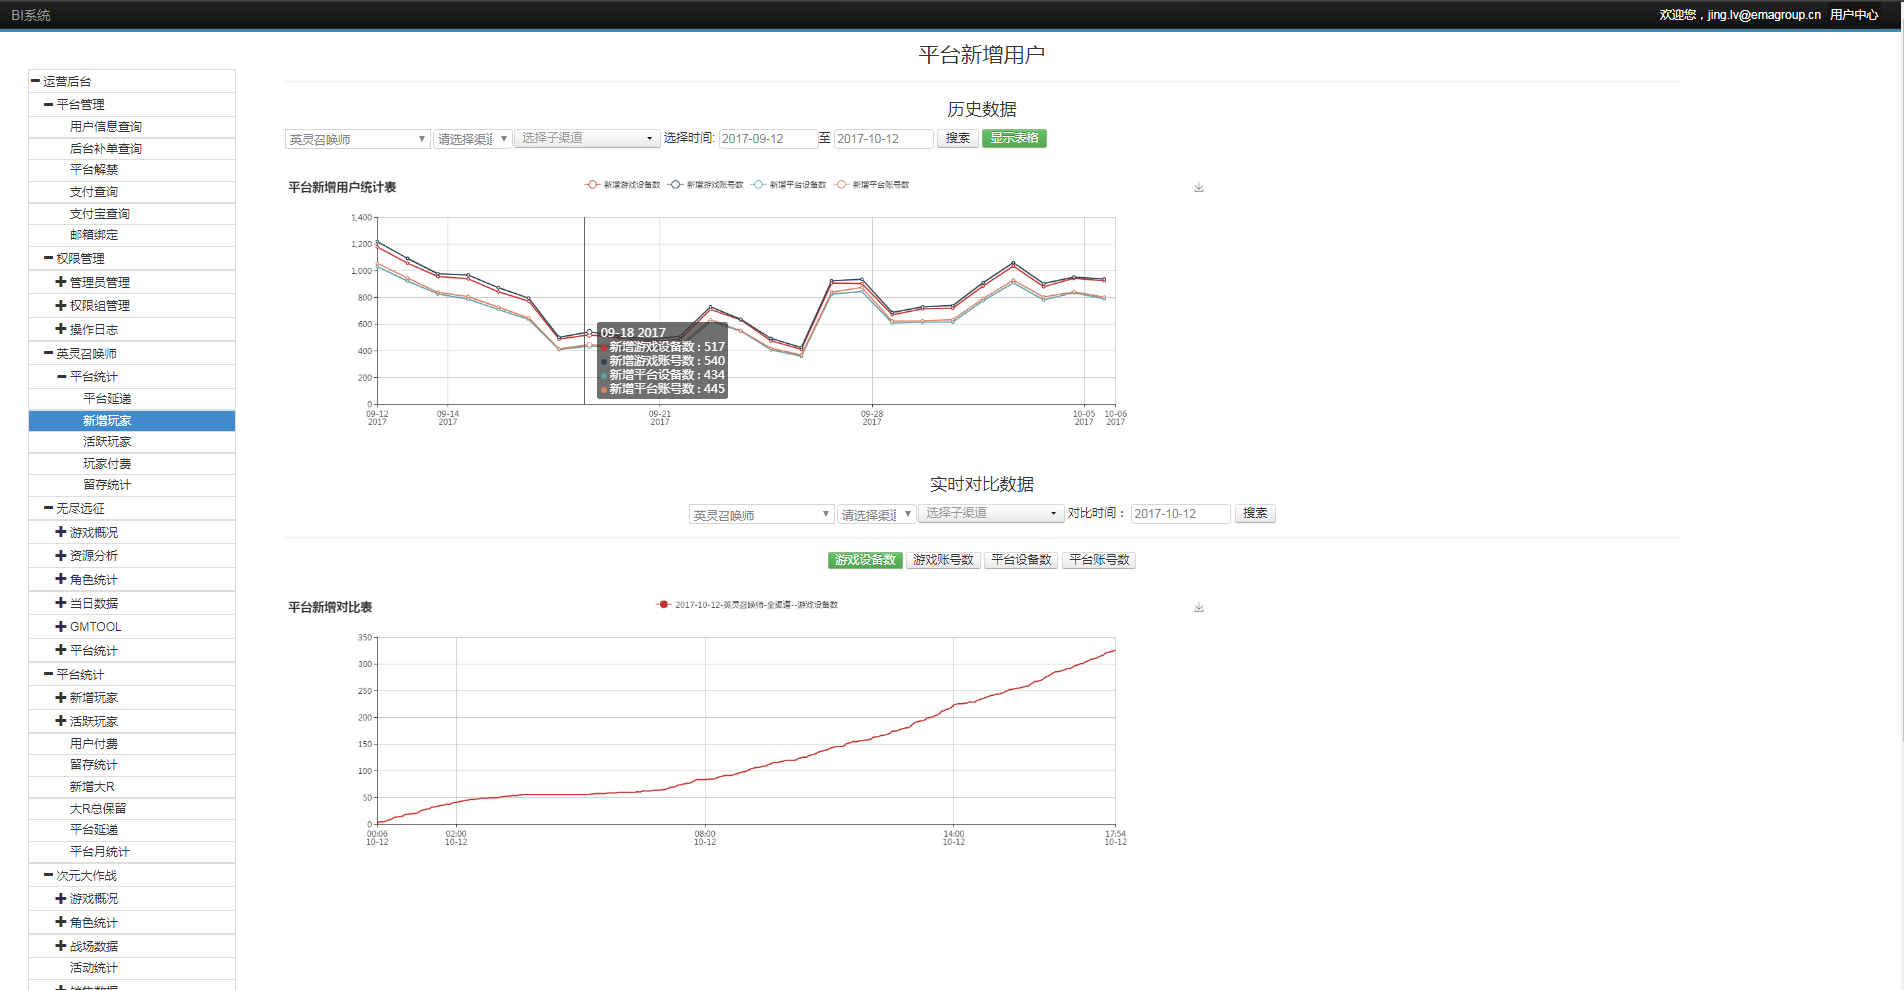 BI系统
欢迎您，jing.lv@emagroup.cn 用户中心
运营后台
平台管理
用户信息查询
后台补单查询
平台解禁
支付查询
支付宝查询
邮箱绑定
权限管理
管理员管理
权限组管理
操作日志
英灵召唤师
平台统计
平台延递
新增玩家
活跃玩家
玩家付费
留存统计
无尽远征
游戏概况
资源分析
角色统计
当日数据
GMTOOL
平台统计
平台统计
新增玩家
活跃玩家
用户付费
留存统计
新增大R
大R总保留
平台延递
平台月统计
次元大作战
游戏概况
角色统计
战场数据
活动统计
平台新增用户
历史数据
英灵召唤师 请选择渠道 选择子渠道 选择时间: 2017-09-12 至 2017-10-12 搜索 显示表格
平台新增用户统计表
新增游戏设备数 新增游戏账号数 新增平台设备数 新增平台账号数
1,400
1,200
1,000
800
600
400
200
0
09-18 2017
新增游戏设备数 : 517
新增游戏账号数 : 540
新增平台设备数 : 434
新增平台账号数 : 445
09-12 09-14 09-21 09-28 10-05 10-06
2017 2017 2017 2017 2017 2017
实时对比数据
英灵召唤师 请选择渠道 选择子渠道 对比时间： 2017-10-12 搜索
游戏设备数 游戏账号数 平台设备数 平台账号数
平台新增对比表
2017-10-12-英灵召唤师-全渠道--游戏设备数
350
300
250
200
150
100
50
0
00:06 02:00 08:00 14:00 17:54
10-12 10-12 10-12 10-12 10-12